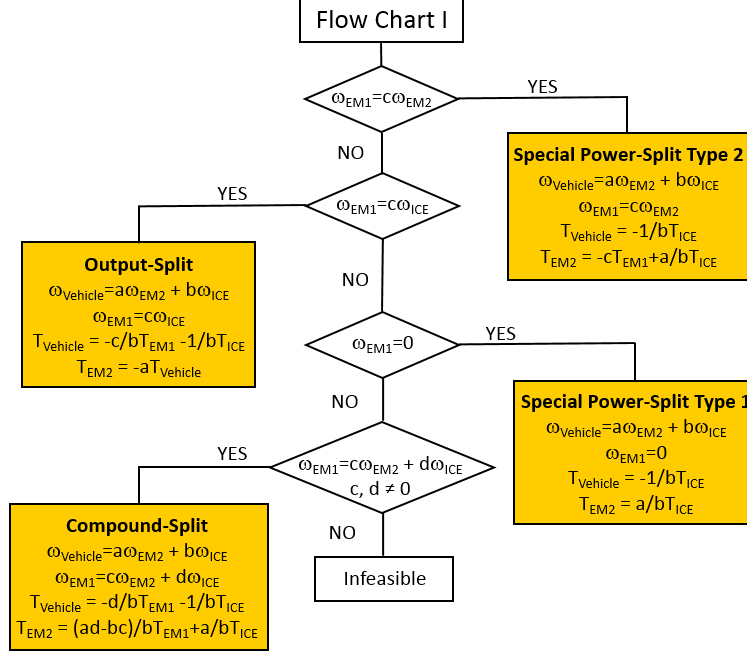 Flow Chart I
ωEM1=cωEM2
YES
NO
Special Power-Split Type 2
ωVehicle=aωEM2 + bωICE
ωEM1=cωEM2
TVehicle = -1/bTICE
TEM2 = -cTEM1+a/bTICE
ωEM1=cωICE
YES
NO
Output-Split
ωVehicle=aωEM2 + bωICE
ωEM1=cωICE
TVehicle = -c/bTEM1 -1/bTICE
TEM2 = -aTVehicle
ωEM1=0
YES
NO
Special Power-Split Type 1
ωVehicle=aωEM2 + bωICE
ωEM1=0
TVehicle = -1/bTICE
TEM2 = a/bTICE
ωEM1=cωEM2 + dωICE
c, d ≠ 0
YES
NO
Compound-Split
ωVehicle=aωEM2 + bωICE
ωEM1=cωEM2 + dωICE
TVehicle = -d/bTEM1 -1/bTICE
TEM2 = (ad-bc)/bTEM1+a/bTICE
Infeasible